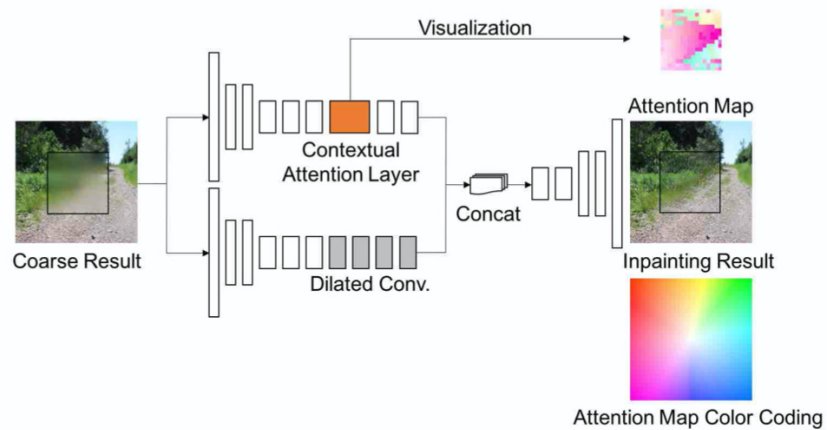 Visualization
Attention Map
Contextual
Attention Layer
Concat
Coarse Result
Inpainting Result
Dilated Conv.
Attention Map Color Coding